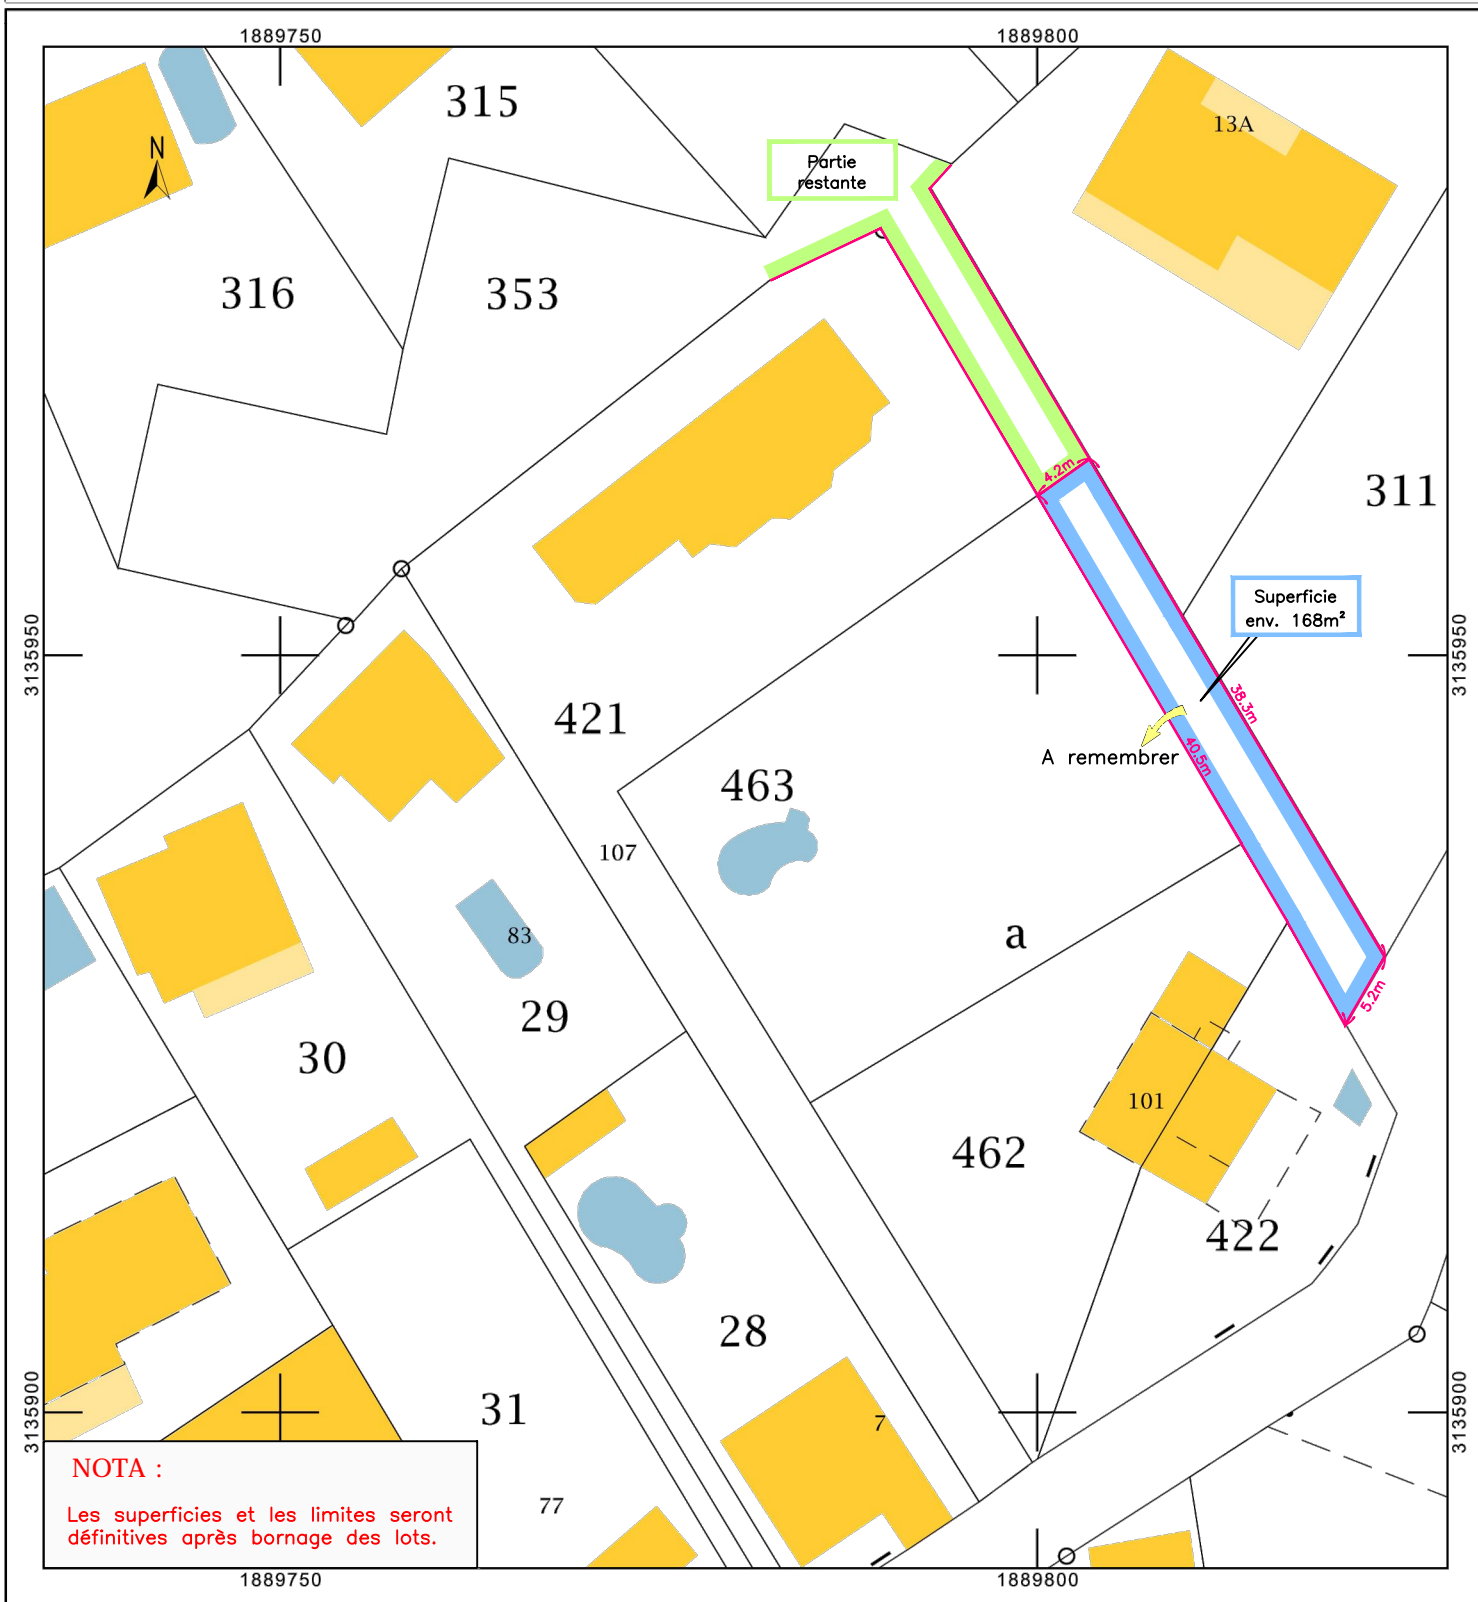 1889750
1889800
315
13A
N
Partie
restante
316
353
4.2m
311
Superficie
env. 168m²
3135950
3135950
38.3m
421
40.5m
A remembrer
463
107
83
a
5.2m
29
30
101
462
422
28
3135900
3135900
31
7
NOTA :
77
Les superficies et les limites seront
définitives après bornage des lots.
1889750
1889800